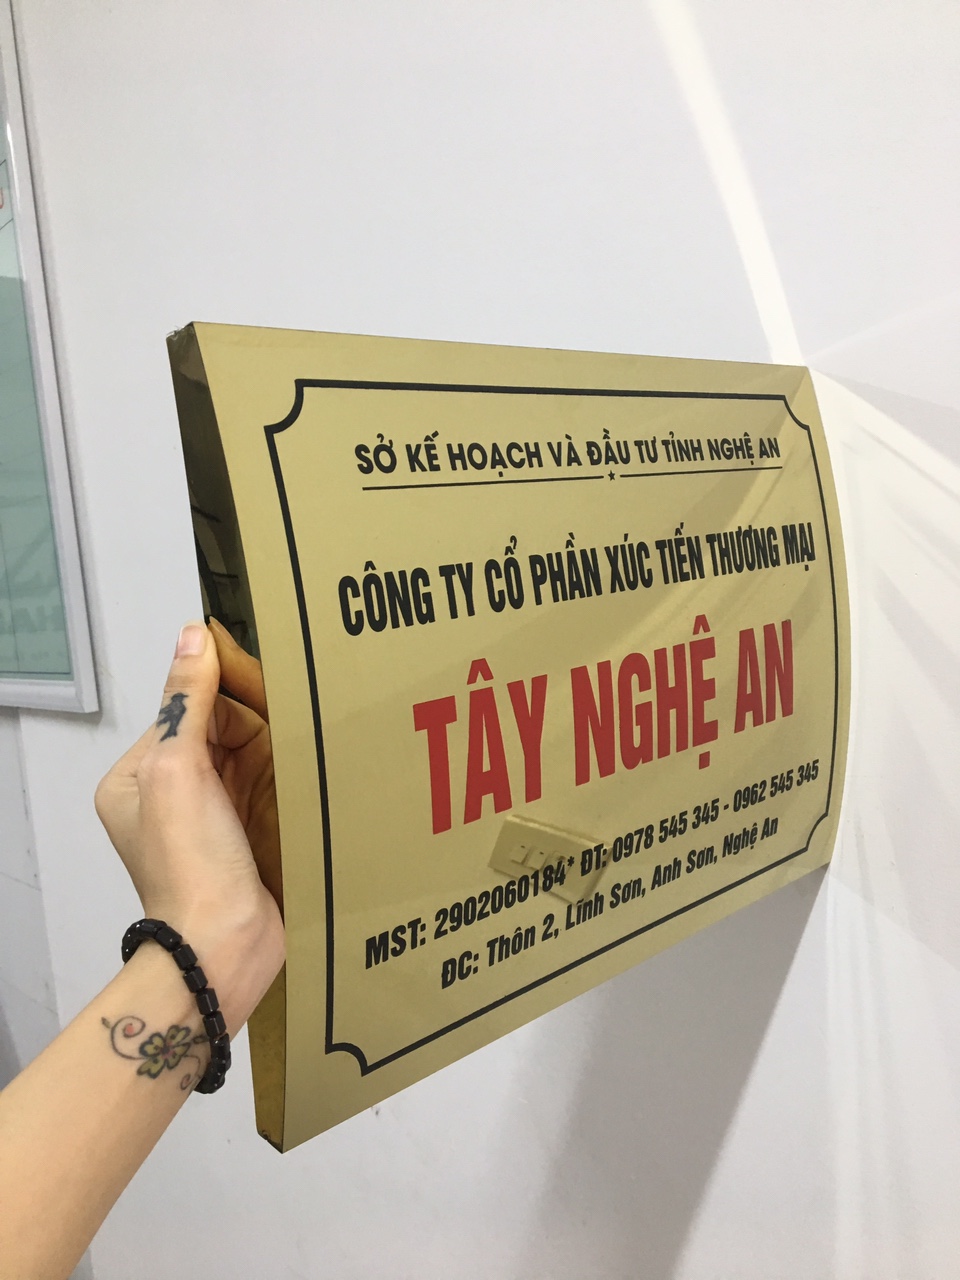 SỞ KẾ HOẠCH VÀ ĐẦU TƯ TỈNH NGHỆ AN
CÔNG TY CỔ PHẦN XÚC TIẾN THƯƠNG MẠI
TÂY NGHỆ AN
MST: 2902060184* ĐT: 0978 545 345 - 0962 545 345
ĐC: Thôn 2, Lĩnh Sơn, Anh Sơn, Nghệ An